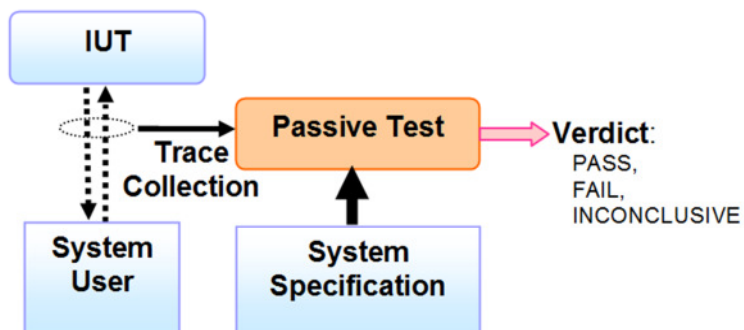 IUT
Passive Test
Trace
Collection
Verdict:
PASS,
FAIL,
INCONCLUSIVE
System
User
System
Specification